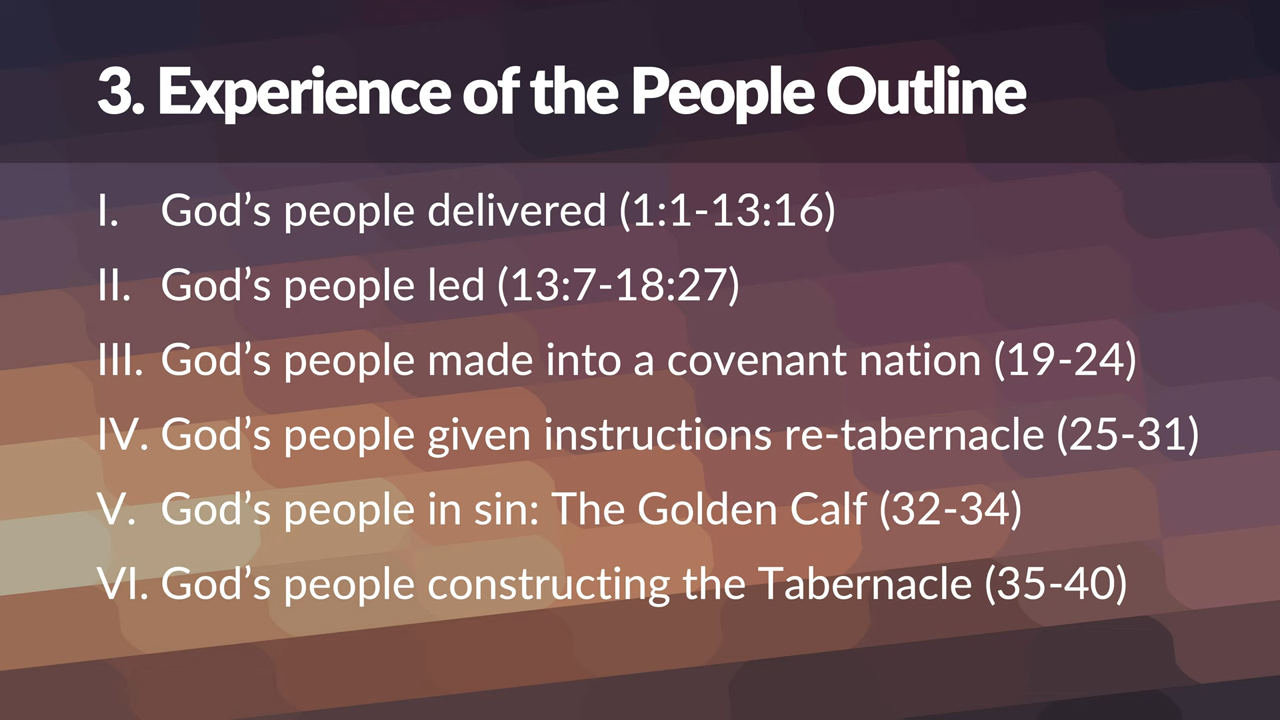 3. Experience of the People Outline
I. God’s people delivered (1:1-13:16)
II. God’s people led (13:7-18:27)
III. God’s people made into a covenant nation (19-24)
IV. God’s people given instructions re-tabernacle (25-31)
V. God’s people in sin: The Golden Calf (32-34)
VI. God’s people constructing the Tabernacle (35-40)